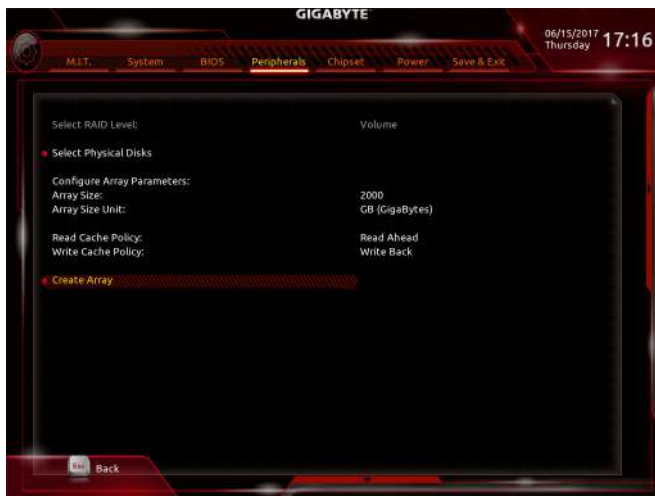 GIGABYTE
06/15/2017 Thursday 17:16
M.I.T. System BIOS Peripherals Chipset Power Save & Exit
Select RAID Level: Volume
Select Physical Disks
Configure Array Parameters:
Array Size: 2000
Array Size Unit: GB (GigaBytes)
Read Cache Policy: Read Ahead
Write Cache Policy: Write Back
Create Array
Esc Back